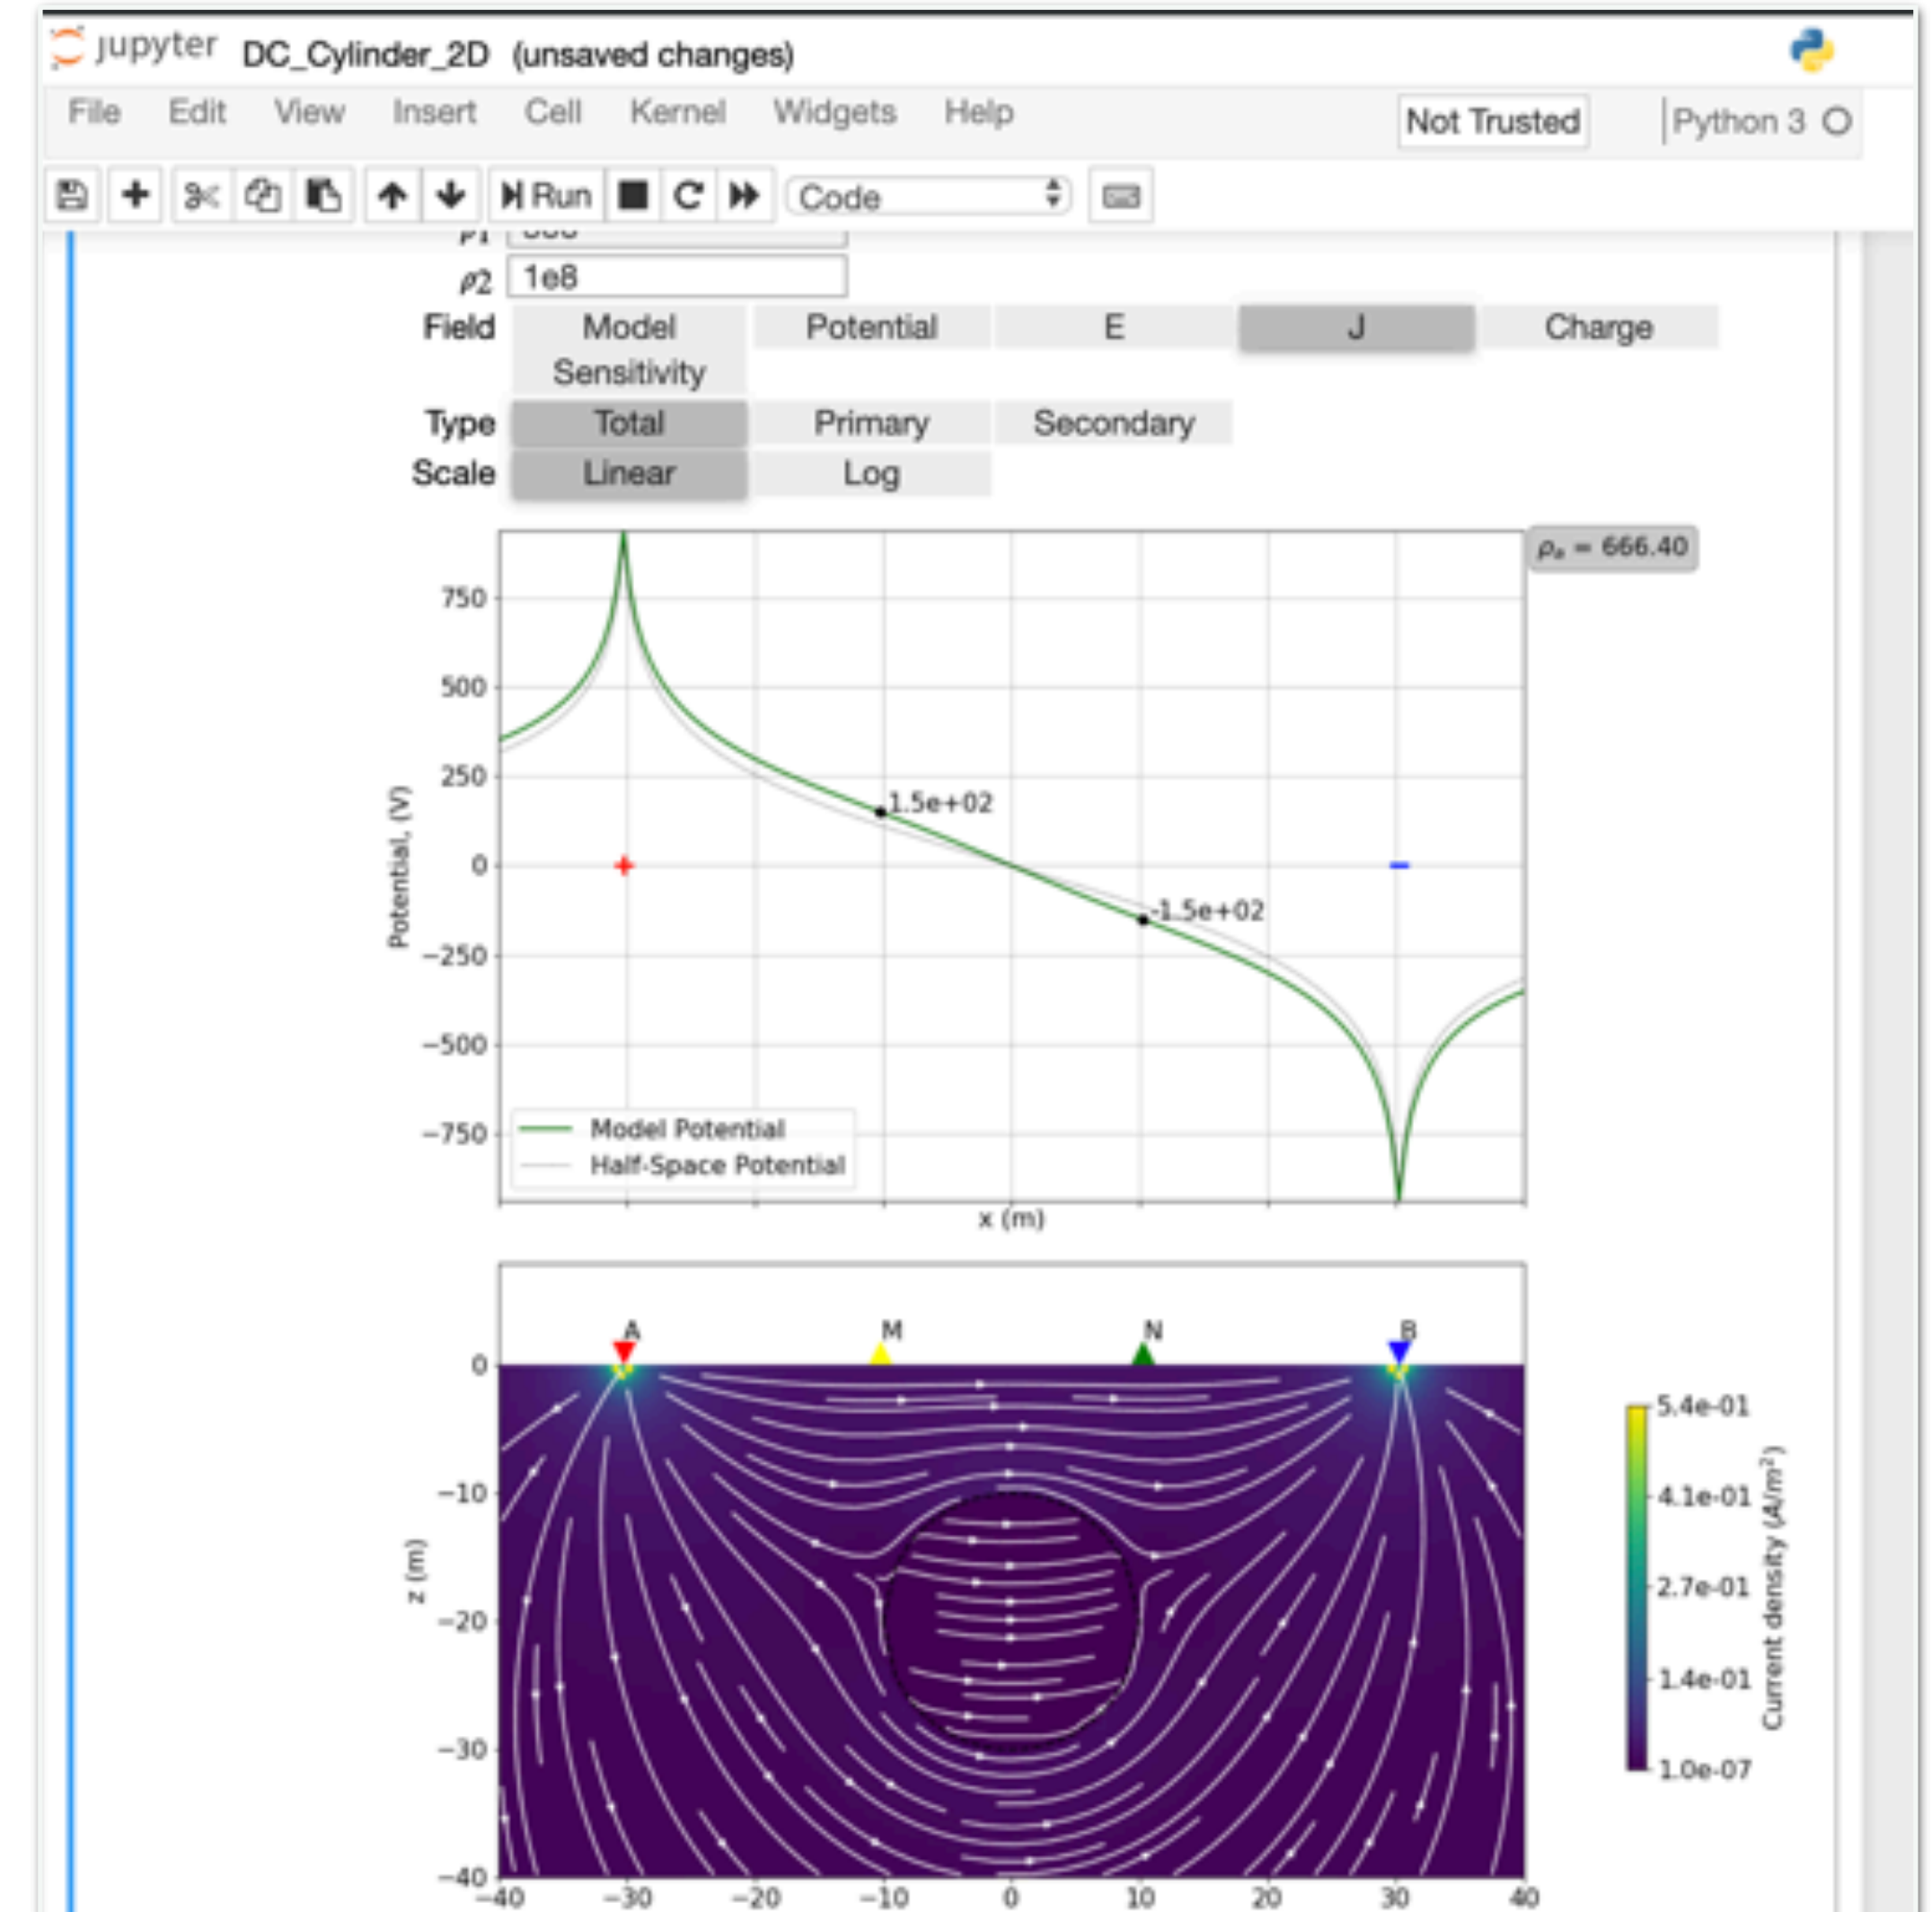 jupyter DC_Cylinder_2D (unsaved changes)
File Edit View Insert Cell Kernel Widgets Help Not Trusted Python 3
Run Code
ρ2 1e8
Field Model Potential E J Charge
Sensitivity
Type Total Primary Secondary
Scale Linear Log
ρa = 666.40
750
500
250
0
−250
−500
−750
Potential, (V)
1.5e+02
-1.5e+02
Model Potential
Half-Space Potential
x (m)
A M N B
0
−10
−20
−30
−40
z (m)
−40 −30 −20 −10 0 10 20 30 40
5.4e-01
4.1e-01
2.7e-01
1.4e-01
1.0e-07
Current density (A/m²)